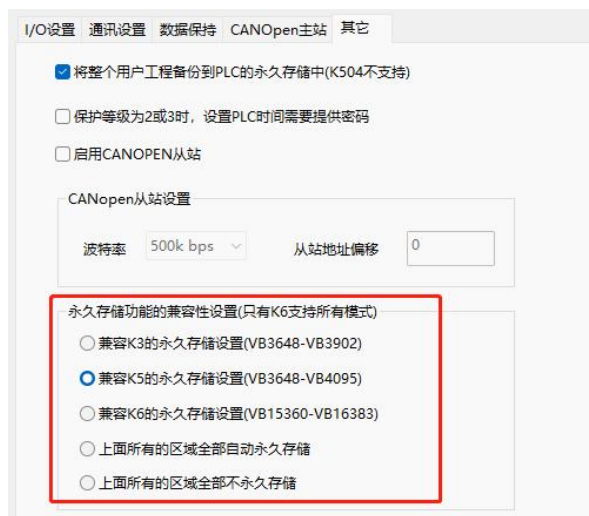 I/O设置 通讯设置 数据保持 CANOpen主站 其它
将整个用户工程备份到PLC的永久存储中(K504不支持)
保护等级为2或3时，设置PLC时间需要提供密码
启用CANOPEN从站
CANopen从站设置
波特率 500k bps 从站地址偏移 0
永久存储功能的兼容性设置(只有K6支持所有模式)
兼容K3的永久存储设置(VB3648-VB3902)
兼容K5的永久存储设置(VB3648-VB4095)
兼容K6的永久存储设置(VB15360-VB16383)
上面所有的区域全部自动永久存储
上面所有的区域全部不永久存储